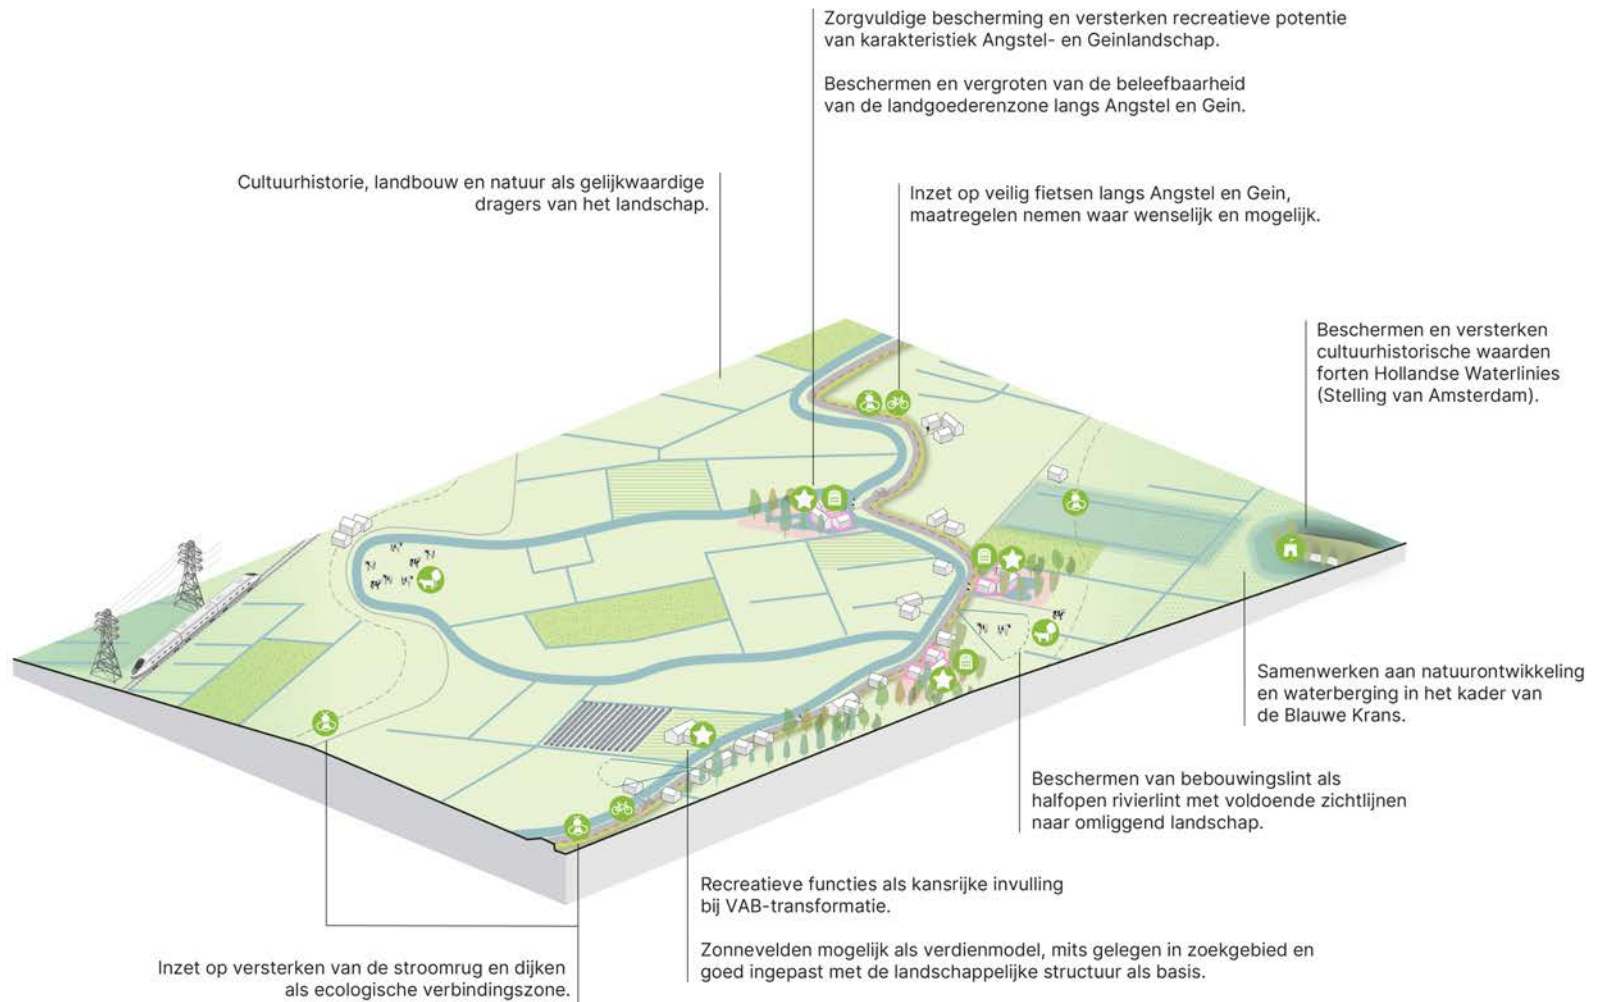 Zorgvuldige bescherming en versterken recreatieve potentie
van karakteristiek Angstel- en Geinlandschap.
Beschermen en vergroten van de beleefbaarheid
van de landgoederenzone langs Angstel en Gein.
Cultuurhistorie, landbouw en natuur als gelijkwaardige
dragers van het landschap.
Inzet op veilig fietsen langs Angstel en Gein,
maatregelen nemen waar wenselijk en mogelijk.
Beschermen en versterken
cultuurhistorische waarden
forten Hollandse Waterlinies
(Stelling van Amsterdam).
Samenwerken aan natuurontwikkeling
en waterberging in het kader van
de Blauwe Krans.
Beschermen van bebouwingslint als
halfopen rivierlint met voldoende zichtlijnen
naar omliggend landschap.
Recreatieve functies als kansrijke invulling
bij VAB-transformatie.
Zonnevelden mogelijk als verdienmodel, mits gelegen in zoekgebied en
goed ingepast met de landschappelijke structuur als basis.
Inzet op versterken van de stroomrug en dijken
als ecologische verbindingszone.